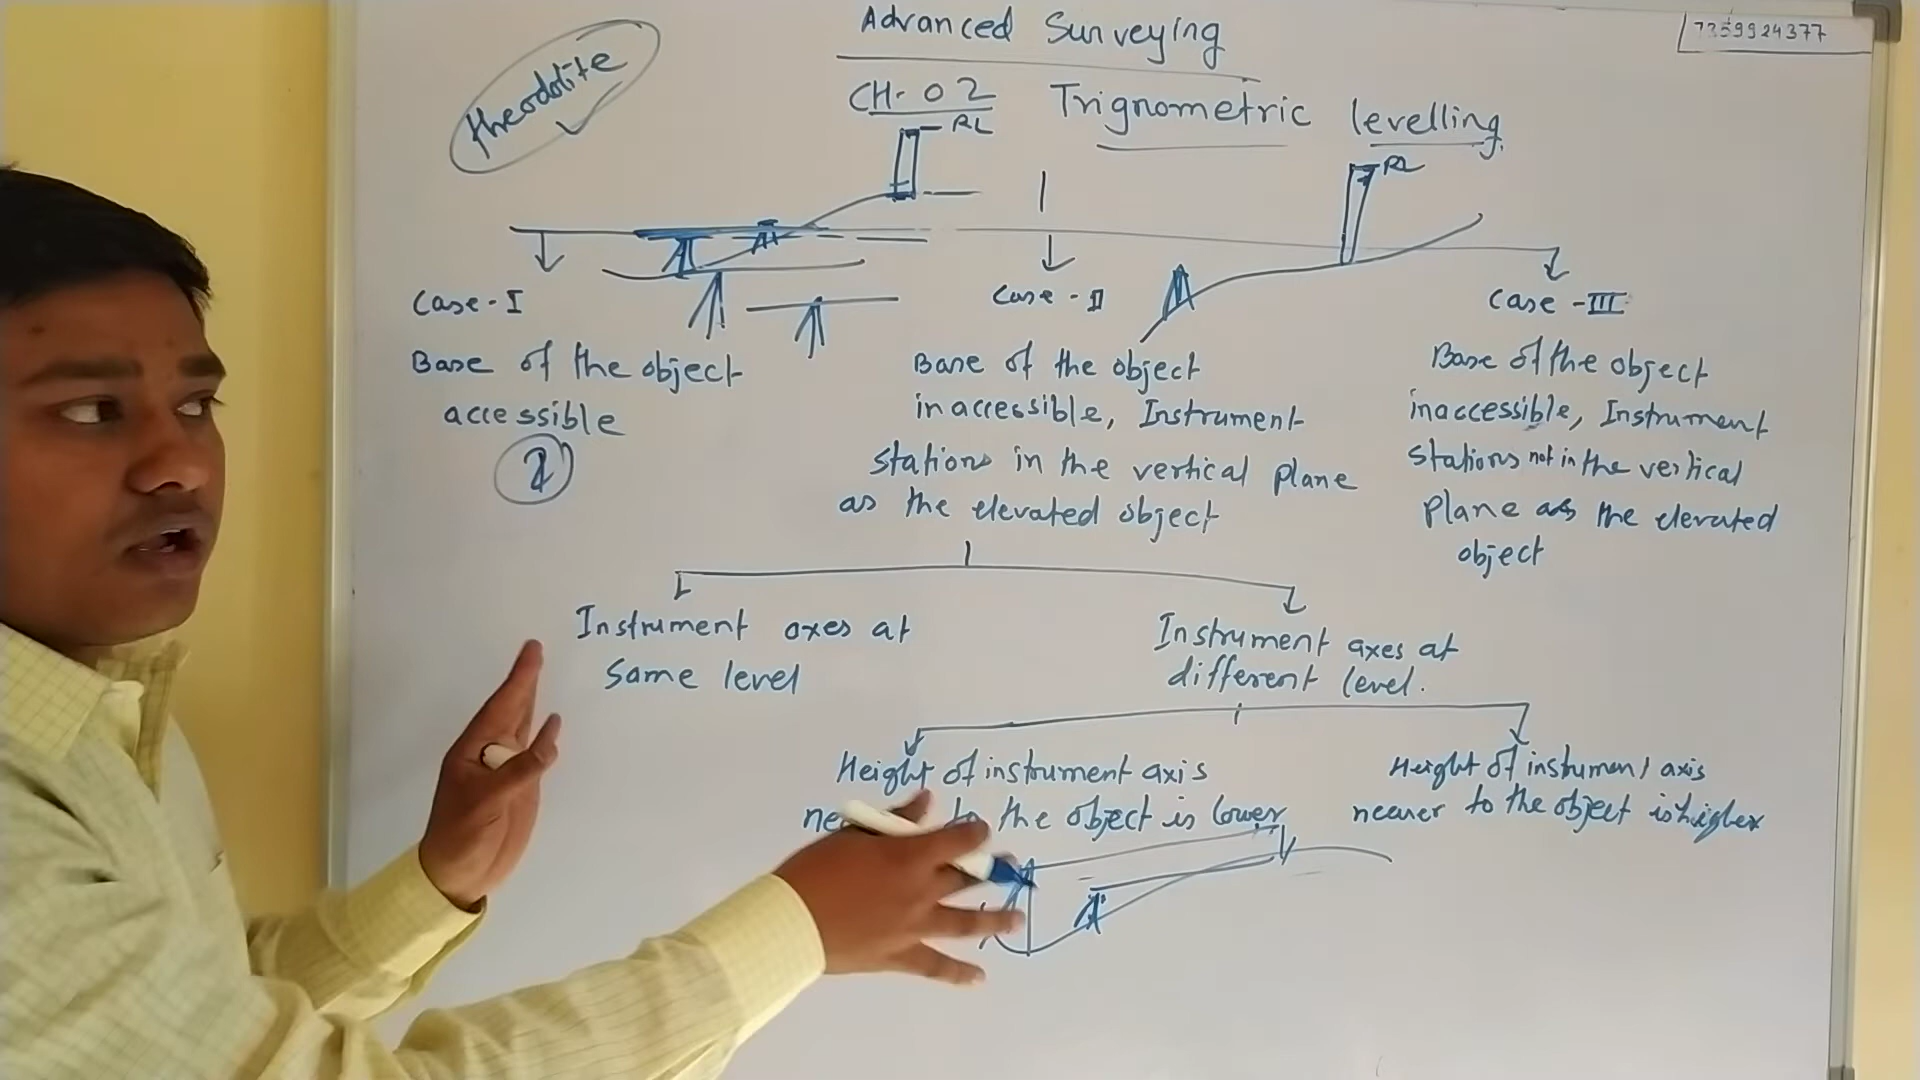 Advanced Surveying
7359924377
theodolite
CH-02 Trignometric levelling
RL
RL
Case-I
Base of the object
accessible
Case-II
Base of the object
inaccessible, Instrument
stations in the vertical plane
as the elevated object
Case-III
Base of the object
inaccessible, Instrument
stations not in the vertical
plane as the elevated
object
Instrument axes at
same level
Instrument axes at
different level.
Height of instrument axis
to the object is lower
Height of instrument axis
nearer to the object is higher